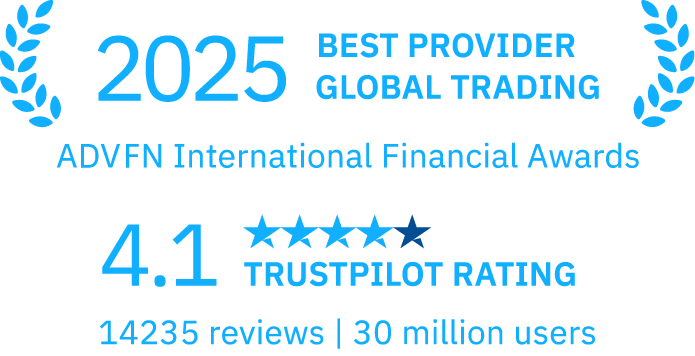 2025
BEST PROVIDER
GLOBAL TRADING
ADVFN International Financial Awards
4.1
TRUSTPILOT RATING
14235 reviews | 30 million users